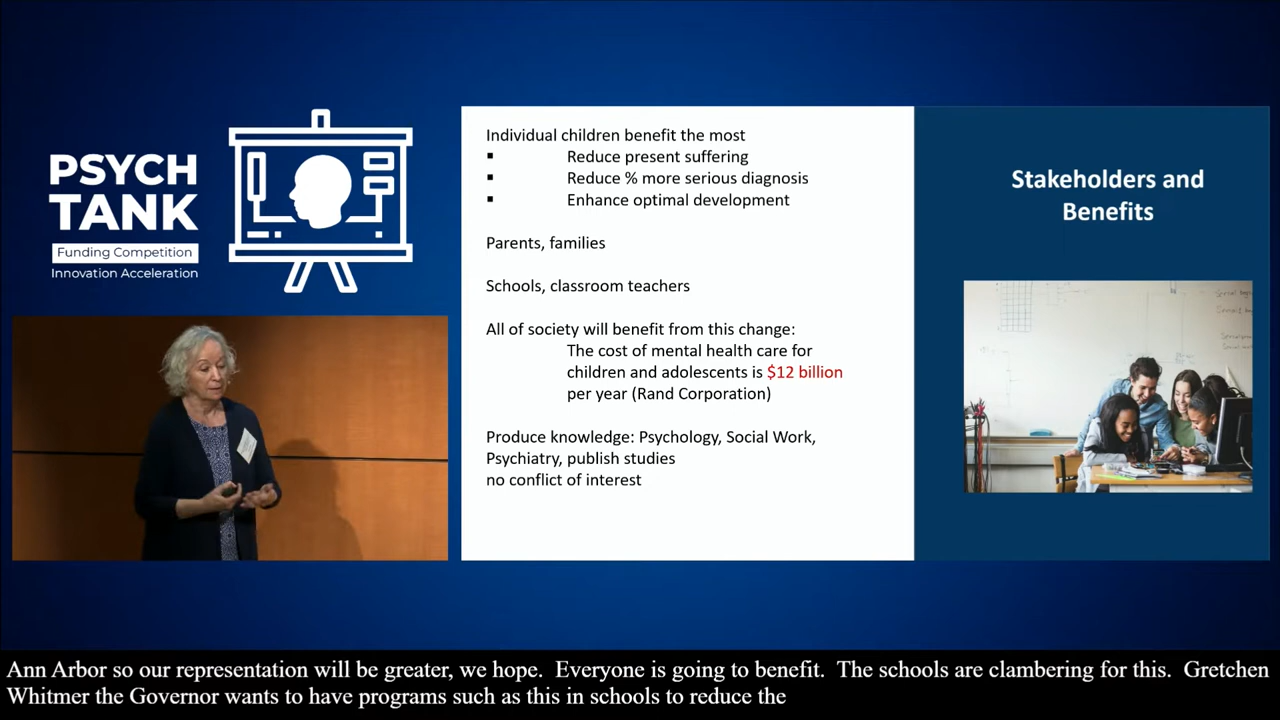 PSYCH
TANK
Funding Competition
Innovation Acceleration
Individual children benefit the most
▪ Reduce present suffering
▪ Reduce % more serious diagnosis
▪ Enhance optimal development
Parents, families
Schools, classroom teachers
All of society will benefit from this change:
The cost of mental health care for
children and adolescents is $12 billion
per year (Rand Corporation)
Produce knowledge: Psychology, Social Work,
Psychiatry, publish studies
no conflict of interest
Stakeholders and
Benefits
Ann Arbor so our representation will be greater, we hope.  Everyone is going to benefit.  The schools are clambering for this.  Gretchen
Whitmer the Governor wants to have programs such as this in schools to reduce the